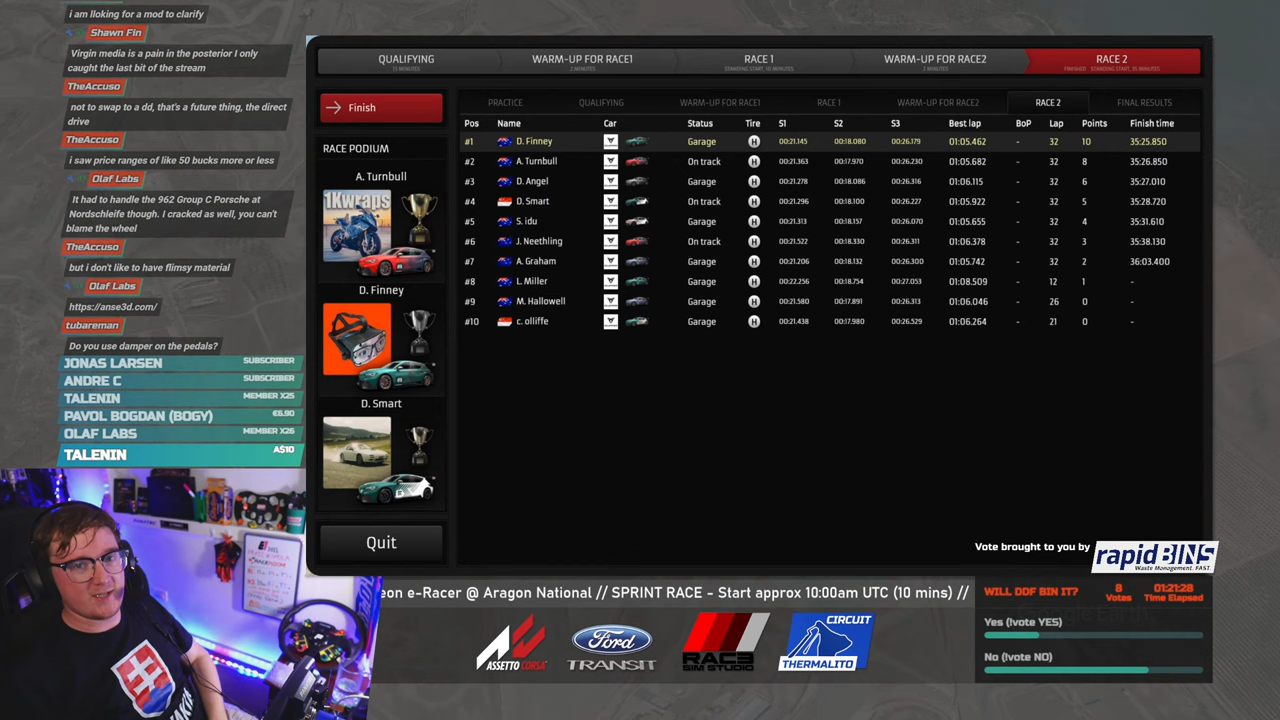 i am lloking for a mod to clarify
Shawn Fin
Virgin media is a pain in the posterior I only
caught the last bit of the stream
TheAccuso
not to swap to a dd, that's a future thing, the direct
drive
TheAccuso
i saw price ranges of like 50 bucks more or less
Olaf Labs
It had to handle the 962 Group C Porsche at
Nordschleife though. I cracked as well, you can't
blame the wheel
TheAccuso
but i don't like to have flimsy material
Olaf Labs
https://anse3d.com/
tubareman
Do you use damper on the pedals?
JONAS LARSEN SUBSCRIBER
ANDRE C SUBSCRIBER
TALENIN MEMBER X25
PAVOL BOGDAN (BOGY) €6.90
OLAF LABS MEMBER X26
TALENIN A$10
QUALIFYING WARM-UP FOR RACE1 RACE 1 WARM-UP FOR RACE2 RACE 2
STANDING START, 10 MINUTES FINISHED STANDING START, 35 MINUTES
Finish
PRACTICE QUALIFYING WARM-UP FOR RACE1 RACE 1 WARM-UP FOR RACE2 RACE 2 FINAL RESULTS
Pos Name Car Status Tire S1 S2 S3 Best lap BoP Lap Points Finish time
#1 D. Finney Garage H 00:21.145 00:18.080 00:26.179 01:05.462 - 32 10 35:25.850
#2 A. Turnbull On track H 00:21.363 00:17.970 00:26.230 01:05.682 - 32 8 35:26.850
#3 D. Angel Garage H 00:21.278 00:18.086 00:26.316 01:06.115 - 32 6 35:27.010
#4 D. Smart On track H 00:21.296 00:18.100 00:26.227 01:05.922 - 32 5 35:28.720
#5 S. idu Garage H 00:21.313 00:18.157 00:26.070 01:05.655 - 32 4 35:31.610
#6 J. Neethling On track H 00:21.522 00:18.330 00:26.311 01:06.378 - 32 3 35:38.130
#7 A. Graham Garage H 00:21.206 00:18.132 00:26.300 01:05.742 - 32 2 36:03.400
#8 L. Miller Garage H 00:22.256 00:18.754 00:27.053 01:08.509 - 12 1 -
#9 M. Hallowell Garage H 00:21.580 00:17.891 00:26.313 01:06.046 - 26 0 -
#10 c. olliffe Garage H 00:21.438 00:17.980 00:26.529 01:06.264 - 21 0 -
RACE PODIUM
A. Turnbull
1Kwraps
D. Finney
D. Smart
Quit
Vote brought to you by
rapidBINS
Waste Management. FAST.
eon e-Racer @ Aragon National // SPRINT RACE - Start approx 10:00am UTC (10 mins) //
ASSETTO CORSA
Ford
TRANSIT
RAC3
SIM STUDIO
CIRCUIT
THERMALITO
WILL DDF BIN IT? 8 01:21:28
Votes Time Elapsed
Yes (!vote YES)
No (!vote NO)